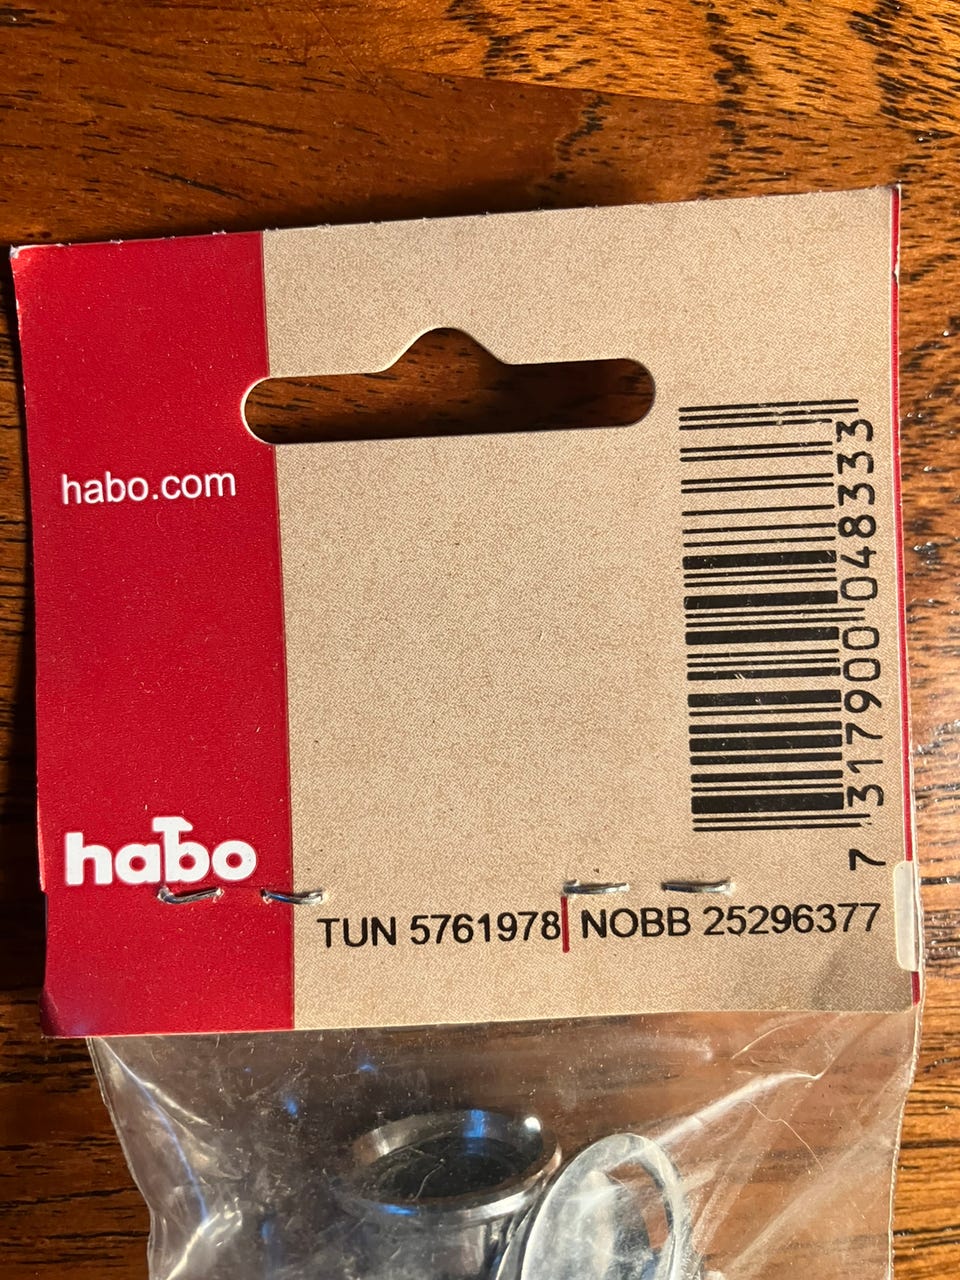 habo.com
habo
TUN 5761978 | NOBB 25296377
7 317900 048333